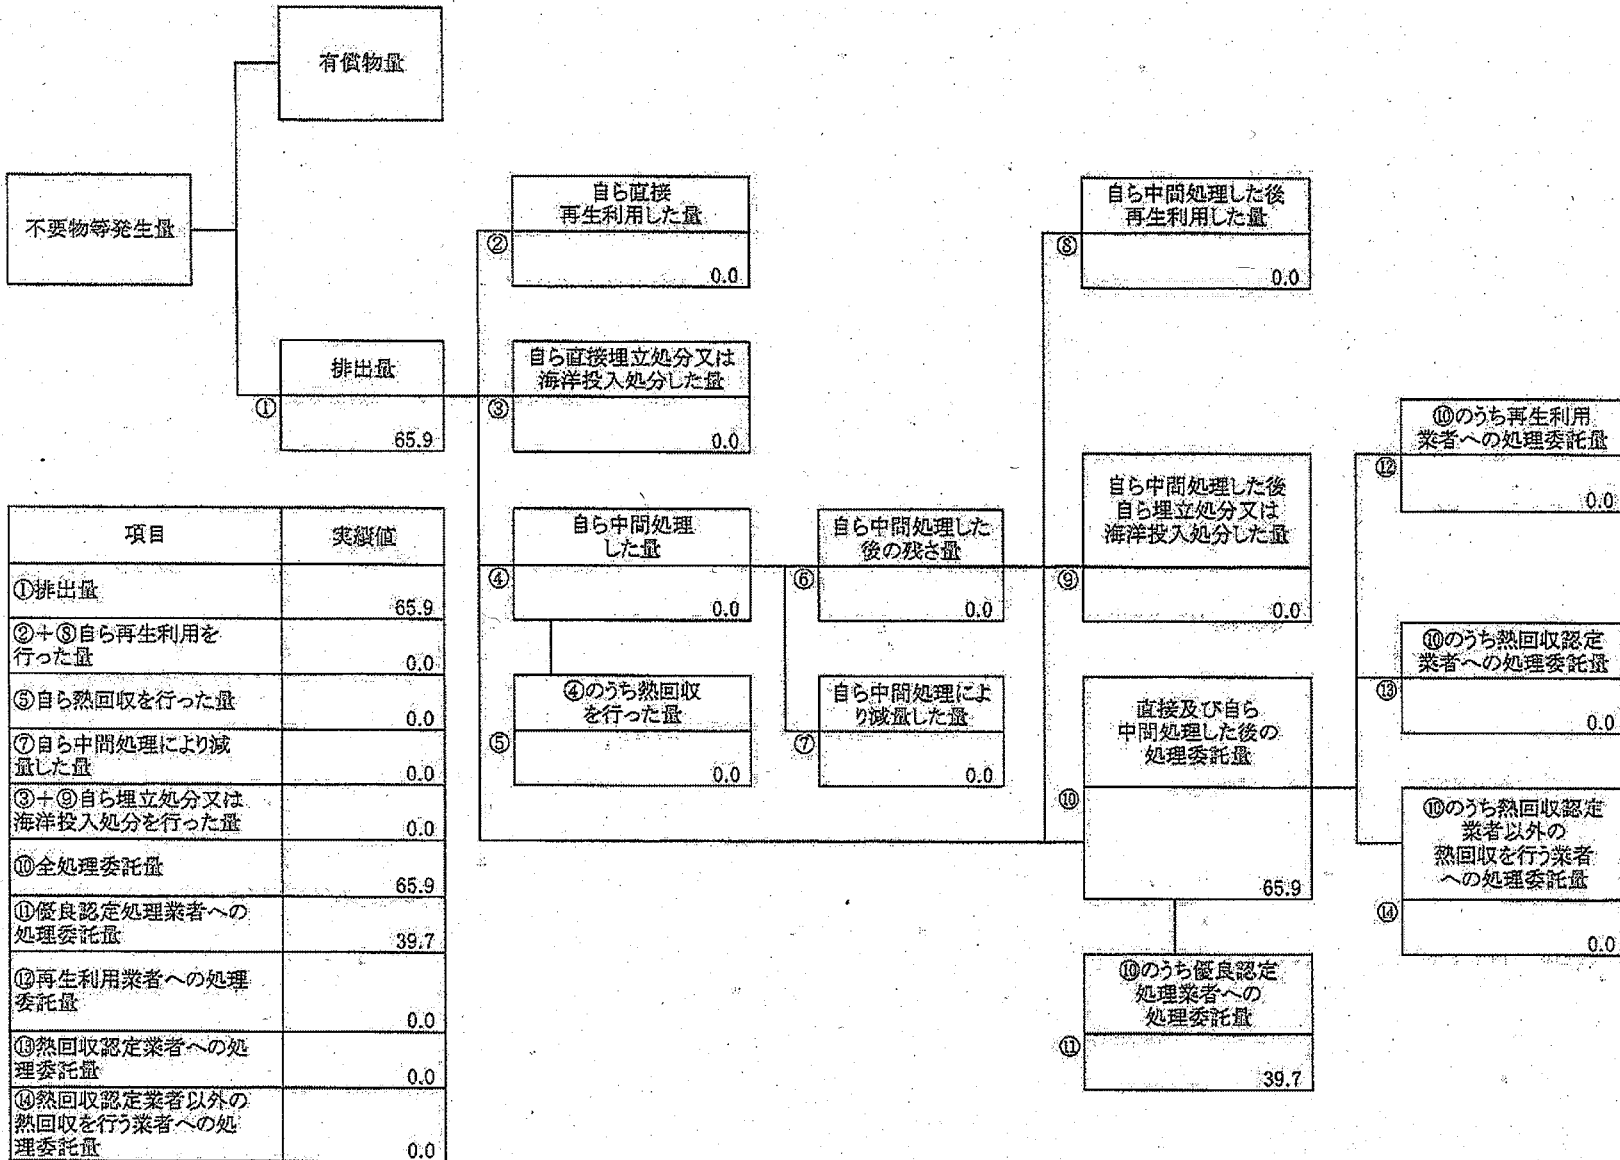 有償物量
不要物等発生量
排出量
①
65.9
自ら直接
再生利用した量
②
0.0
自ら直接埋立処分又は
海洋投入処分した量
③
0.0
自ら中間処理
した量
④
0.0
④のうち熱回収
を行った量
⑤
0.0
自ら中間処理した
後の残さ量
⑥
0.0
自ら中間処理によ
り減量した量
⑦
0.0
自ら中間処理した後
再生利用した量
⑧
0.0
自ら中間処理した後
自ら埋立処分又は
海洋投入処分した量
⑨
0.0
直接及び自ら
中間処理した後の
処理委託量
⑩
65.9
⑩のうち優良認定
処理業者への
処理委託量
⑪
39.7
⑩のうち再生利用
業者への処理委託量
⑫
0.0
⑩のうち熱回収認定
業者への処理委託量
⑬
0.0
⑩のうち熱回収認定
業者以外の
熱回収を行う業者
への処理委託量
⑭
0.0
項目 実績値
①排出量
65.9
②+⑧自ら再生利用を
行った量
0.0
⑤自ら熱回収を行った量
0.0
⑦自ら中間処理により減
量した量
0.0
③+⑨自ら埋立処分又は
海洋投入処分を行った量
0.0
⑩全処理委託量
65.9
⑪優良認定処理業者への
処理委託量
39.7
⑫再生利用業者への処理
委託量
0.0
⑬熱回収認定業者への処
理委託量
0.0
⑭熱回収認定業者以外の
熱回収を行う業者への処
理委託量
0.0